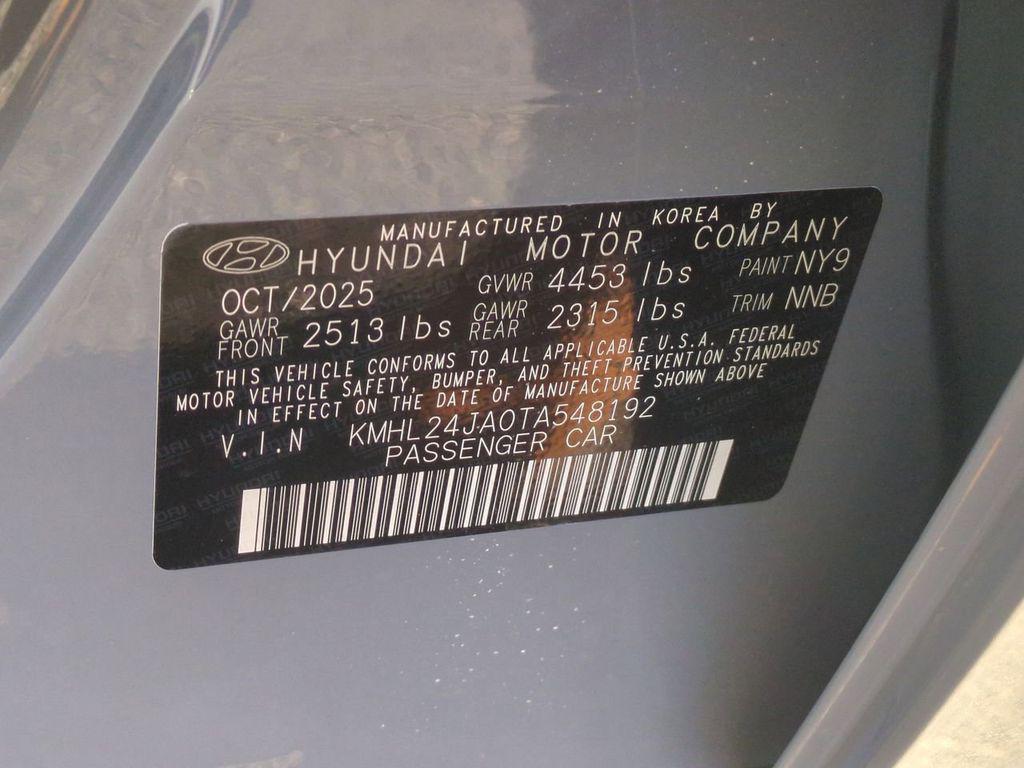 MANUFACTURED IN KOREA BY
HYUNDAI MOTOR COMPANY
OCT/2025 GVWR 4453 lbs PAINT NY9
GAWR FRONT 2513 lbs GAWR REAR 2315 lbs TRIM NNB
THIS VEHICLE CONFORMS TO ALL APPLICABLE U.S.A. FEDERAL
MOTOR VEHICLE SAFETY, BUMPER, AND THEFT PREVENTION STANDARDS
IN EFFECT ON THE DATE OF MANUFACTURE SHOWN ABOVE
V.I.N KMHL24JA0TA548192
PASSENGER CAR